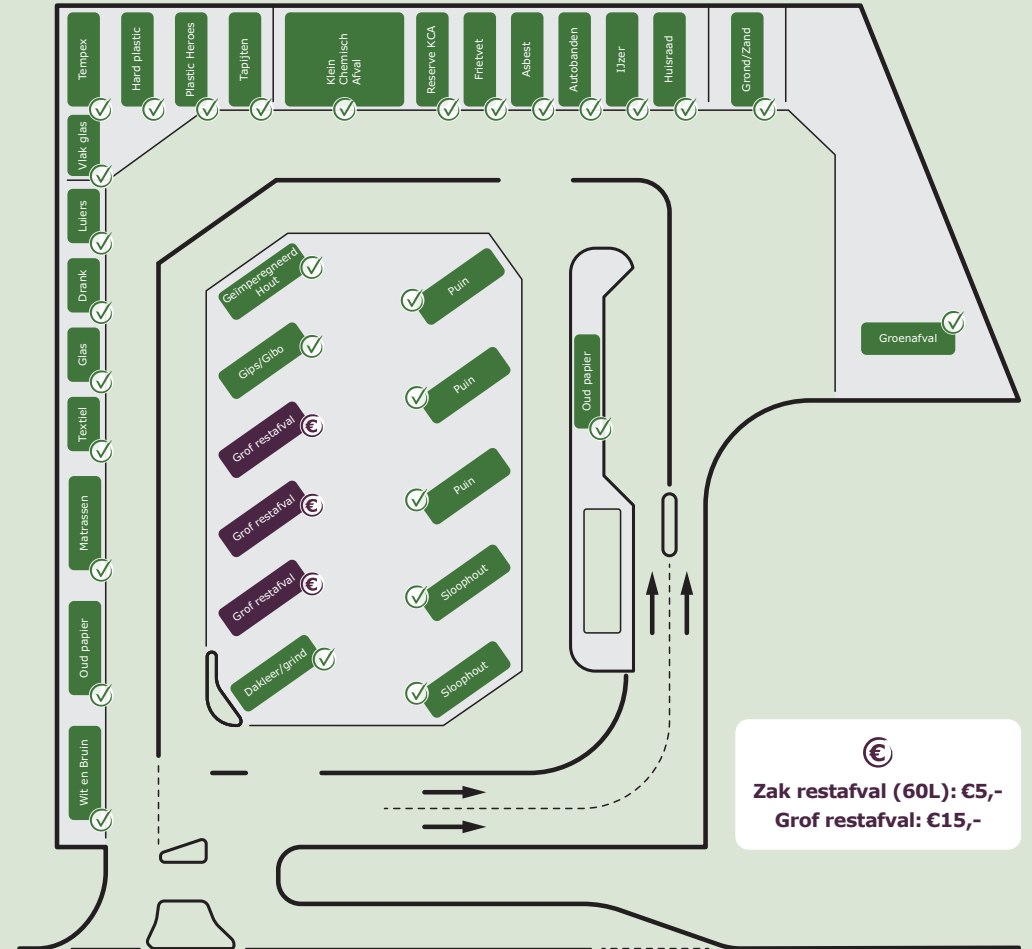 Tempex
Hard plastic
Plastic Heroes
Tapijten
Klein
Chemisch
Afval
Reserve KCA
Frietvet
Asbest
Autobanden
IJzer
Huisraad
Grond/Zand
Vlak glas
Luiers
Drank
Glas
Textiel
Matrassen
Oud papier
Wit en Bruin
Geïmperegneerd
Hout
Gips/Gibo
Grof restafval
€
Grof restafval
€
Grof restafval
€
Dakleer/grind
Puin
Puin
Puin
Sloophout
Sloophout
Oud papier
Groenafval
€
Zak restafval (60L): €5,-
Grof restafval: €15,-